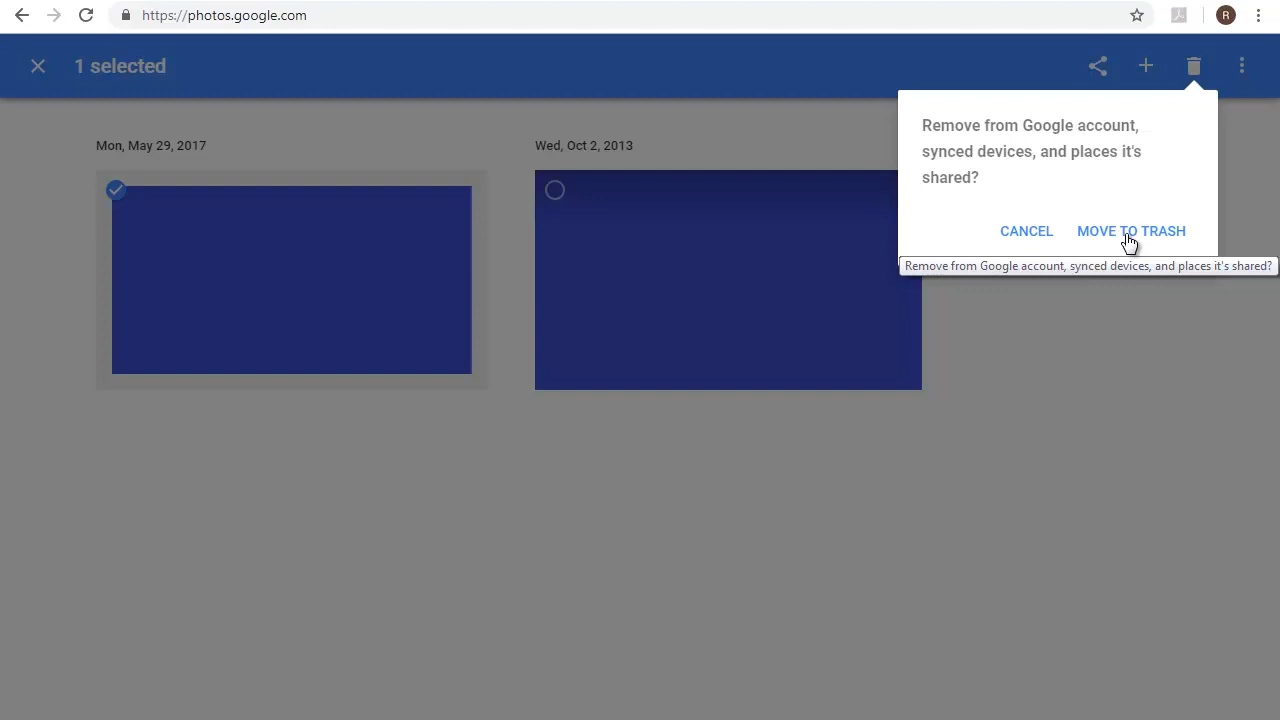 https://photos.google.com
R
1 selected
Remove from Google account,
synced devices, and places it's
shared?
CANCEL
MOVE TO TRASH
Remove from Google account, synced devices, and places it's shared?
Mon, May 29, 2017
Wed, Oct 2, 2013